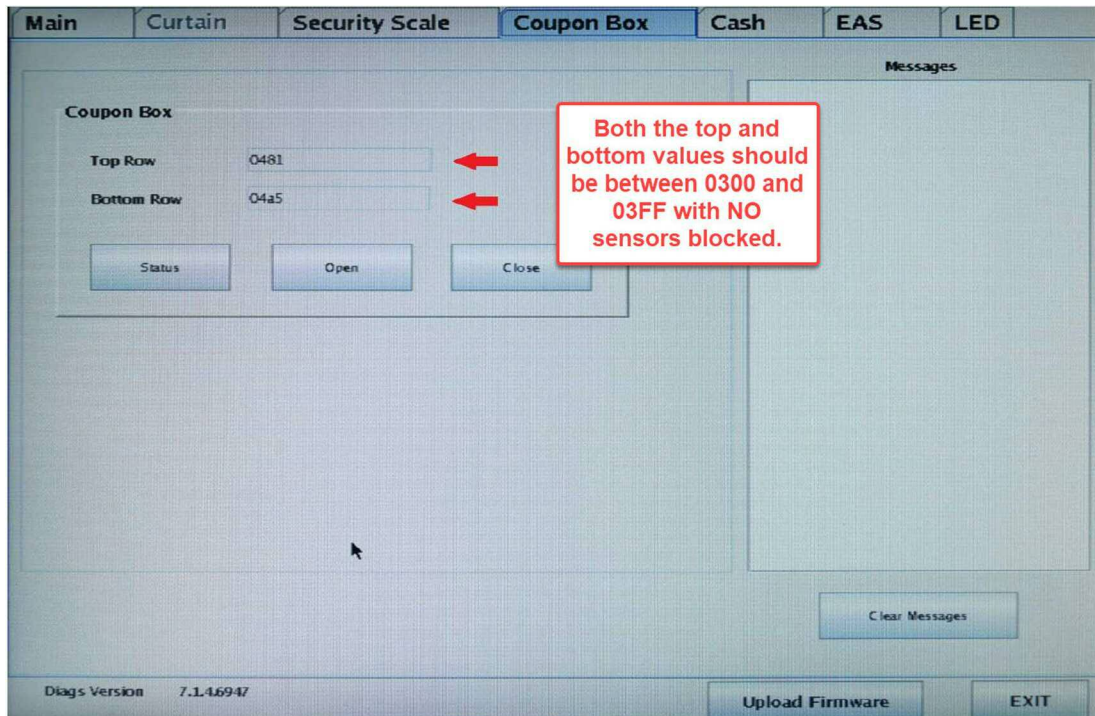 Main Curtain Security Scale Coupon Box Cash EAS LED
Messages
Coupon Box
Top Row 0481
Bottom Row 04a5
Status Open Close
Both the top and
bottom values should
be between 0300 and
03FF with NO
sensors blocked.
Clear Messages
Diags Version 7.1.4.6947
Upload Firmware EXIT